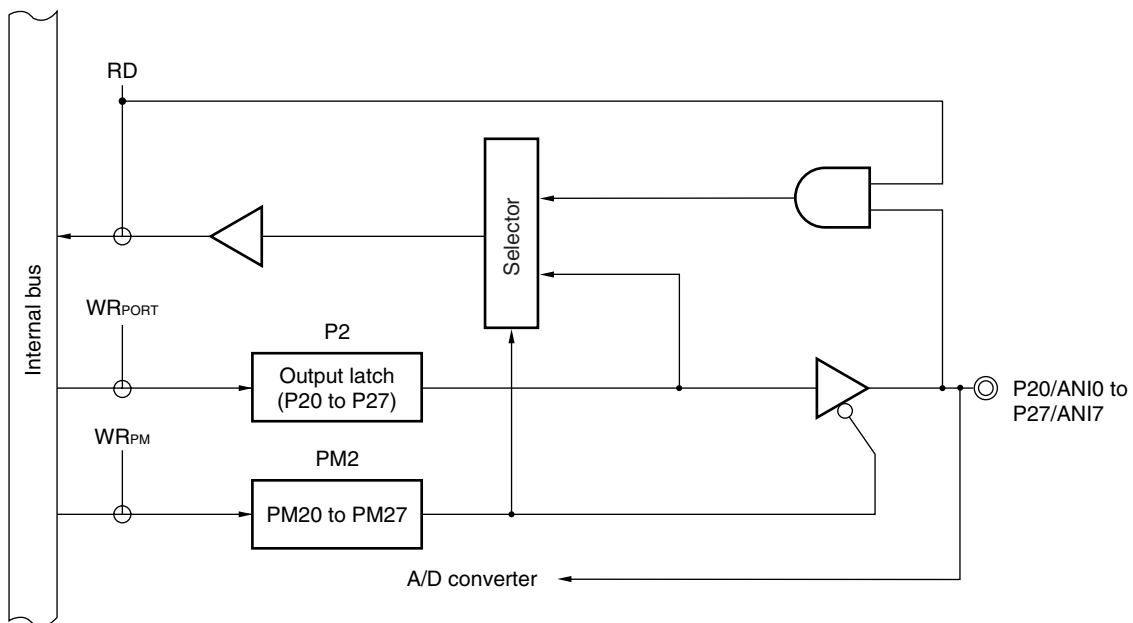 RD
Internal bus
Selector
WRPORT
P2
Output latch
(P20 to P27)
P20/ANI0 to
P27/ANI7
WRPM
PM2
PM20 to PM27
A/D converter